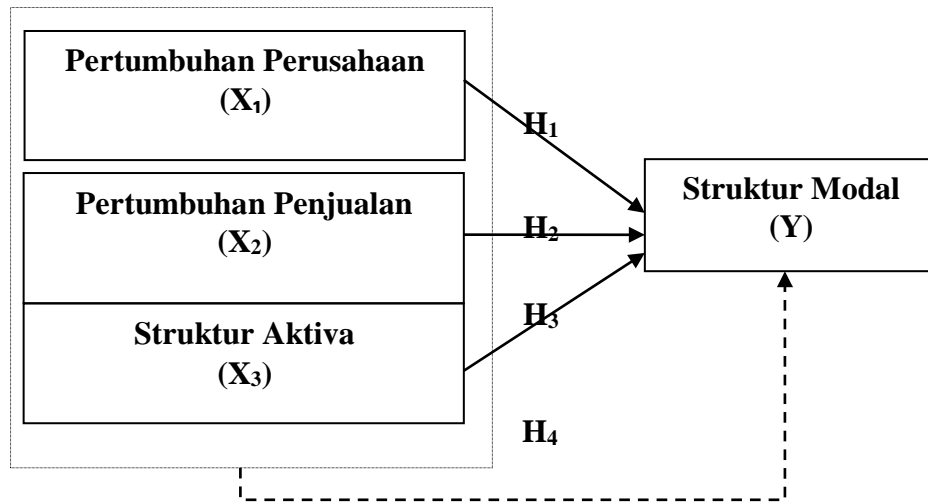 Pertumbuhan Perusahaan
(X₁)
H₁
Pertumbuhan Penjualan
(X₂)
H₂
Struktur Modal
(Y)
Struktur Aktiva
(X₃)
H₃
H₄